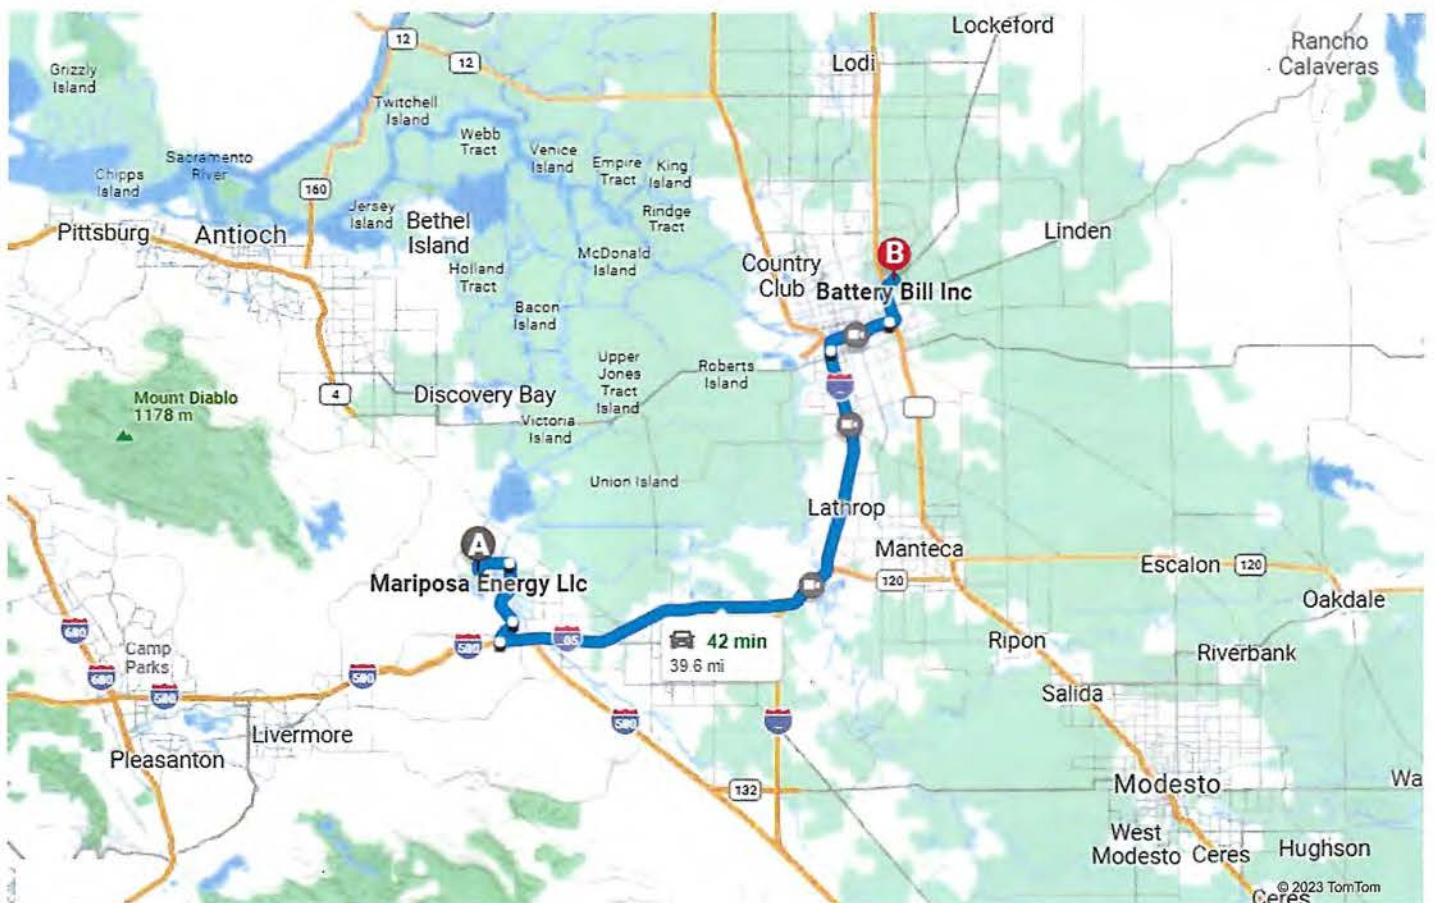 Lockeford
Rancho
Calaveras
Lodi
12
12
Grizzly
Island
Twitchell
Island
Webb
Tract
Venice
Island
Empire
Tract
King
Island
Sacramento
River
Chipps
Island
160
Jersey
Island
Bethel
Island
Rindge
Tract
Pittsburg
Antioch
Linden
McDonald
Island
Holland
Tract
Country
Club
B
Battery Bill Inc
Bacon
Island
Upper
Jones
Tract
Island
Roberts
Island
Mount Diablo
1178 m
4
Discovery Bay
Victoria
Island
Union Island
Lathrop
A
Mariposa Energy Llc
Manteca
120
Escalon
120
Oakdale
680
Camp
Parks
680
580
580
580
05
42 min
39.6 mi
Ripon
Riverbank
Salida
580
Livermore
Pleasanton
132
Modesto
Wa
West
Modesto
Ceres
Hughson
© 2023 TomTom
Ceres